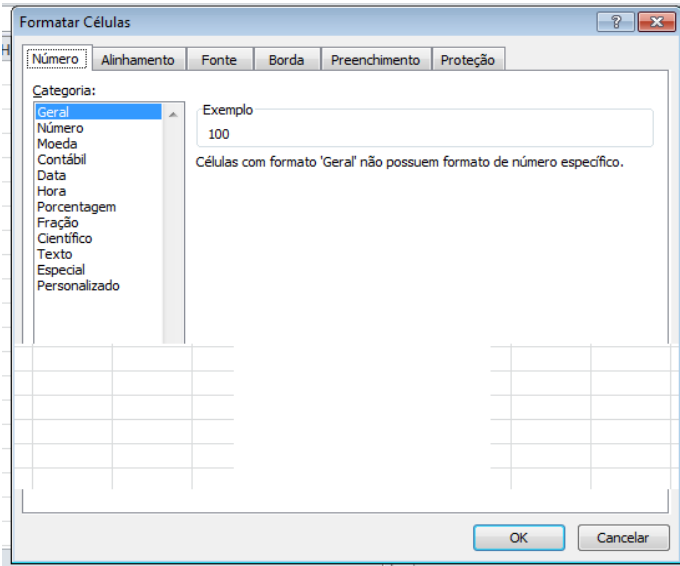 Formatar Células
H
Número Alinhamento Fonte Borda Preenchimento Proteção
Categoria:
Geral
Número
Moeda
Contábil
Data
Hora
Porcentagem
Fração
Científico
Texto
Especial
Personalizado
Exemplo
100
Células com formato 'Geral' não possuem formato de número específico.
OK Cancelar